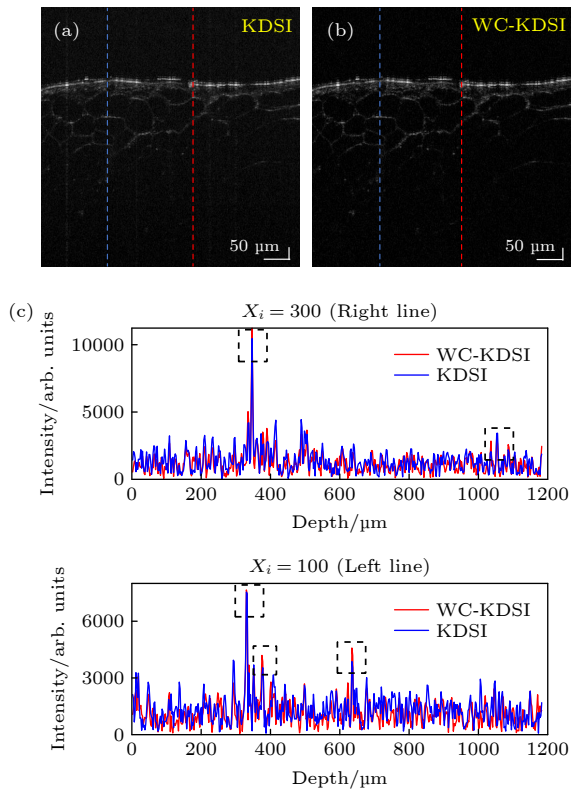 (a) KDSI
(b) WC-KDSI
50 µm
50 µm
(c)
X_i = 300 (Right line)
Intensity/arb. units
10000
5000
0
WC-KDSI
KDSI
0 200 400 600 800 1000 1200
Depth/µm
X_i = 100 (Left line)
Intensity/arb. units
6000
3000
0
WC-KDSI
KDSI
0 200 400 600 800 1000 1200
Depth/µm